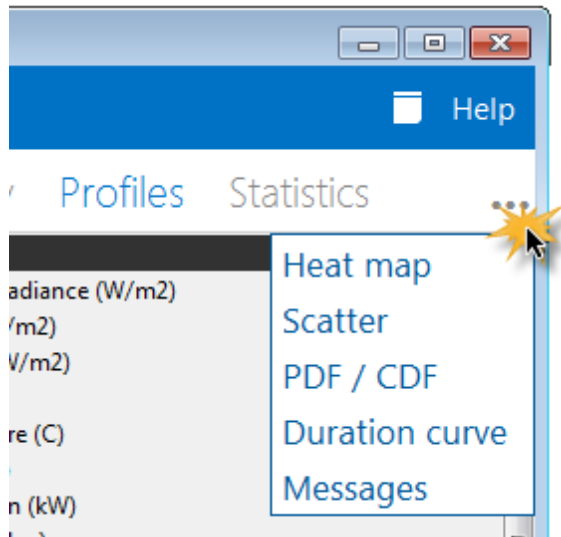 Help
Profiles Statistics ...
Heat map
adiance (W/m2)
/m2)
Scatter
V/m2)
PDF / CDF
re (C)
Duration curve
Messages
n (kW)